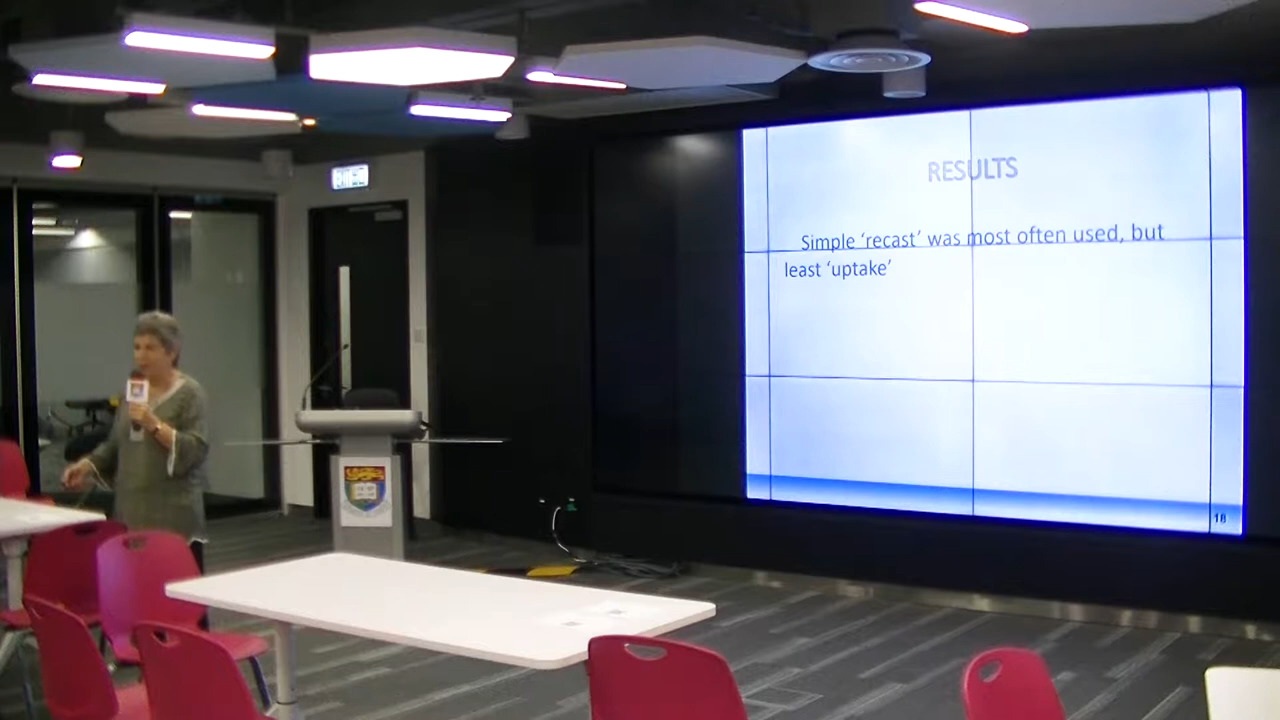 RESULTS
Simple ‘recast’ was most often used, but
least ‘uptake’
18